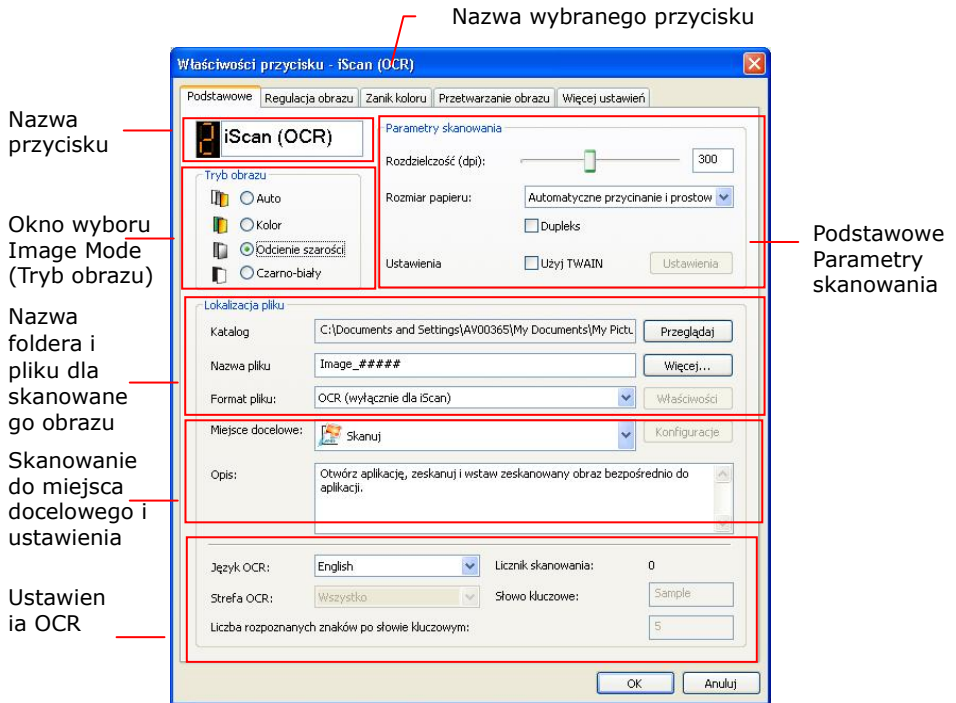 Nazwa wybranego przycisku
Właściwości przycisku - iScan (OCR)
Podstawowe Regulacja obrazu Zanik koloru Przetwarzanie obrazu Więcej ustawień
Nazwa
przycisku
2 iScan (OCR)
Tryb obrazu
Auto
Kolor
Odcienie szarości
Czarno-biały
Okno wyboru
Image Mode
(Tryb obrazu)
Parametry skanowania
Rozdzielczość (dpi): 300
Rozmiar papieru: Automatyczne przycinanie i prostow
Dupleks
Ustawienia Użyj TWAIN Ustawienia
Podstawowe
Parametry
skanowania
Nazwa
foldera i
pliku dla
skanowane
go obrazu
Lokalizacja pliku
Katalog C:\Documents and Settings\AV00365\My Documents\My Pictu Przeglądaj
Nazwa pliku Image_##### Więcej...
Format pliku: OCR (wyłącznie dla iScan) Właściwości
Skanowanie
do miejsca
docelowego i
ustawienia
Miejsce docelowe: Skanuj Konfiguracje
Opis: Otwórz aplikację, zeskanuj i wstaw zeskanowany obraz bezpośrednio do
aplikacji.
Ustawien
ia OCR
Język OCR: English Licznik skanowania: 0
Strefa OCR: Wszystko Słowo kluczowe: Sample
Liczba rozpoznanych znaków po słowie kluczowym: 5
OK Anuluj